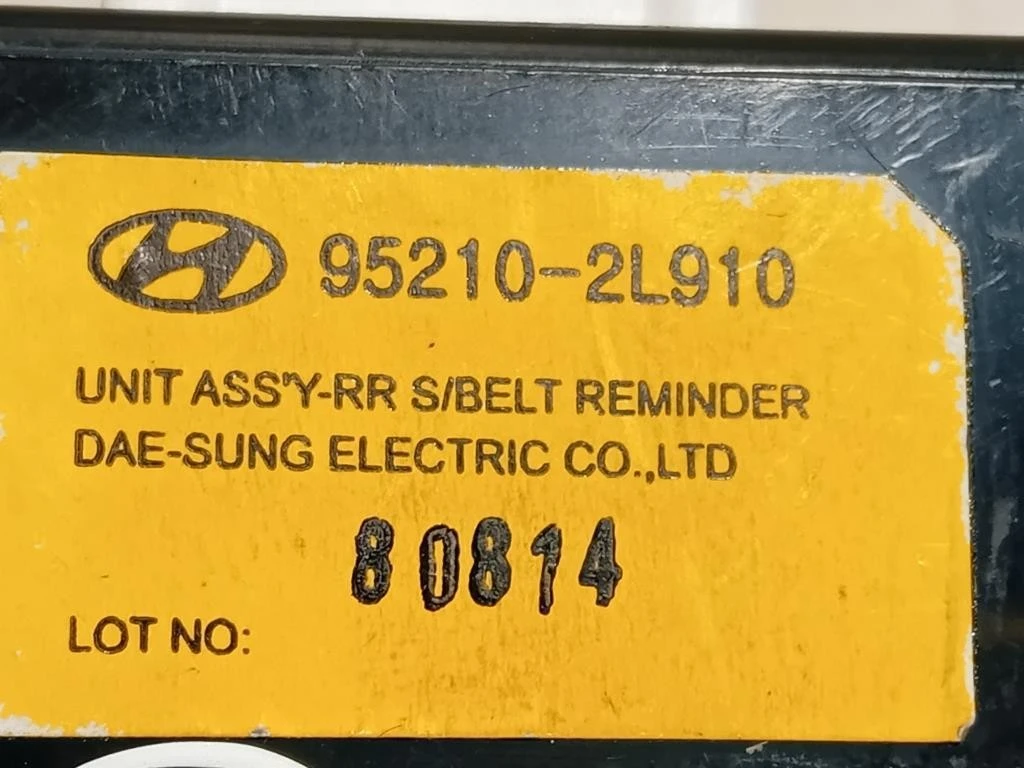 95210-2L910
UNIT ASS'Y-RR S/BELT REMINDER
DAE-SUNG ELECTRIC CO.,LTD
80814
LOT NO: